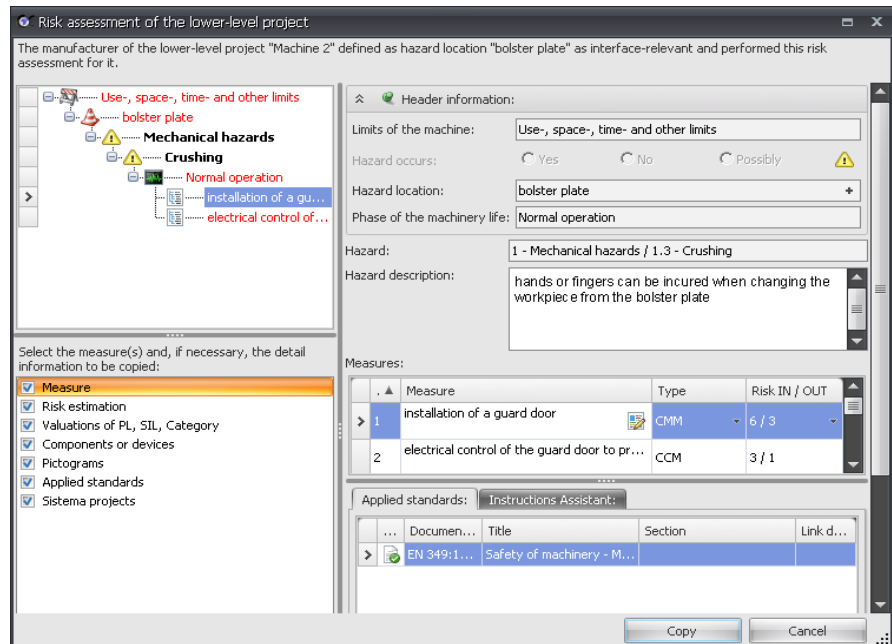 Risk assessment of the lower-level project
The manufacturer of the lower-level project "Machine 2" defined as hazard location "bolster plate" as interface-relevant and performed this risk
assessment for it.
Use-, space-, time- and other limits
bolster plate
Mechanical hazards
Crushing
Normal operation
installation of a gu...
electrical control of...
Select the measure(s) and, if necessary, the detail
information to be copied:
Measure
Risk estimation
Valuations of PL, SIL, Category
Components or devices
Pictograms
Applied standards
Sistema projects
Header information:
Limits of the machine: Use-, space-, time- and other limits
Hazard occurs: Yes No Possibly
Hazard location: bolster plate
Phase of the machinery life: Normal operation
Hazard: 1 - Mechanical hazards / 1.3 - Crushing
Hazard description: hands or fingers can be incured when changing the
workpiece from the bolster plate
Measures:
. Measure Type Risk IN / OUT
1 installation of a guard door CMM 6 / 3
2 electrical control of the guard door to pr... CCM 3 / 1
Applied standards: Instructions Assistant:
... Documen... Title Section Link d...
EN 349:1... Safety of machinery - M...
Copy Cancel